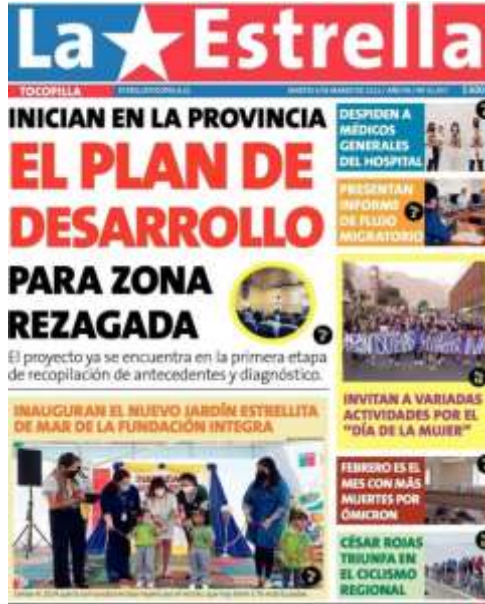 La Estrella
TOCOPILLA
INICIAN EN LA PROVINCIA
EL PLAN DE
DESARROLLO
PARA ZONA
REZAGADA
El proyecto ya se encuentra en la primera etapa
de recopilación de antecedentes y diagnóstico.
INAUGURAN EL NUEVO JARDÍN ESTRELLITA
DE MAR DE LA FUNDACIÓN INTEGRA
DESPIDEN A
MÉDICOS
GENERALES
DEL HOSPITAL
PRESENTAN
INFORME
DE FLUJO
MIGRATORIO
INVITAN A VARIADAS
ACTIVIDADES POR EL
"DÍA DE LA MUJER"
FEBRERO ES EL
MES CON MÁS
MUERTES POR
ÓMICRON
CÉSAR ROJAS
TRIUNFA EN
EL CICLISMO
REGIONAL